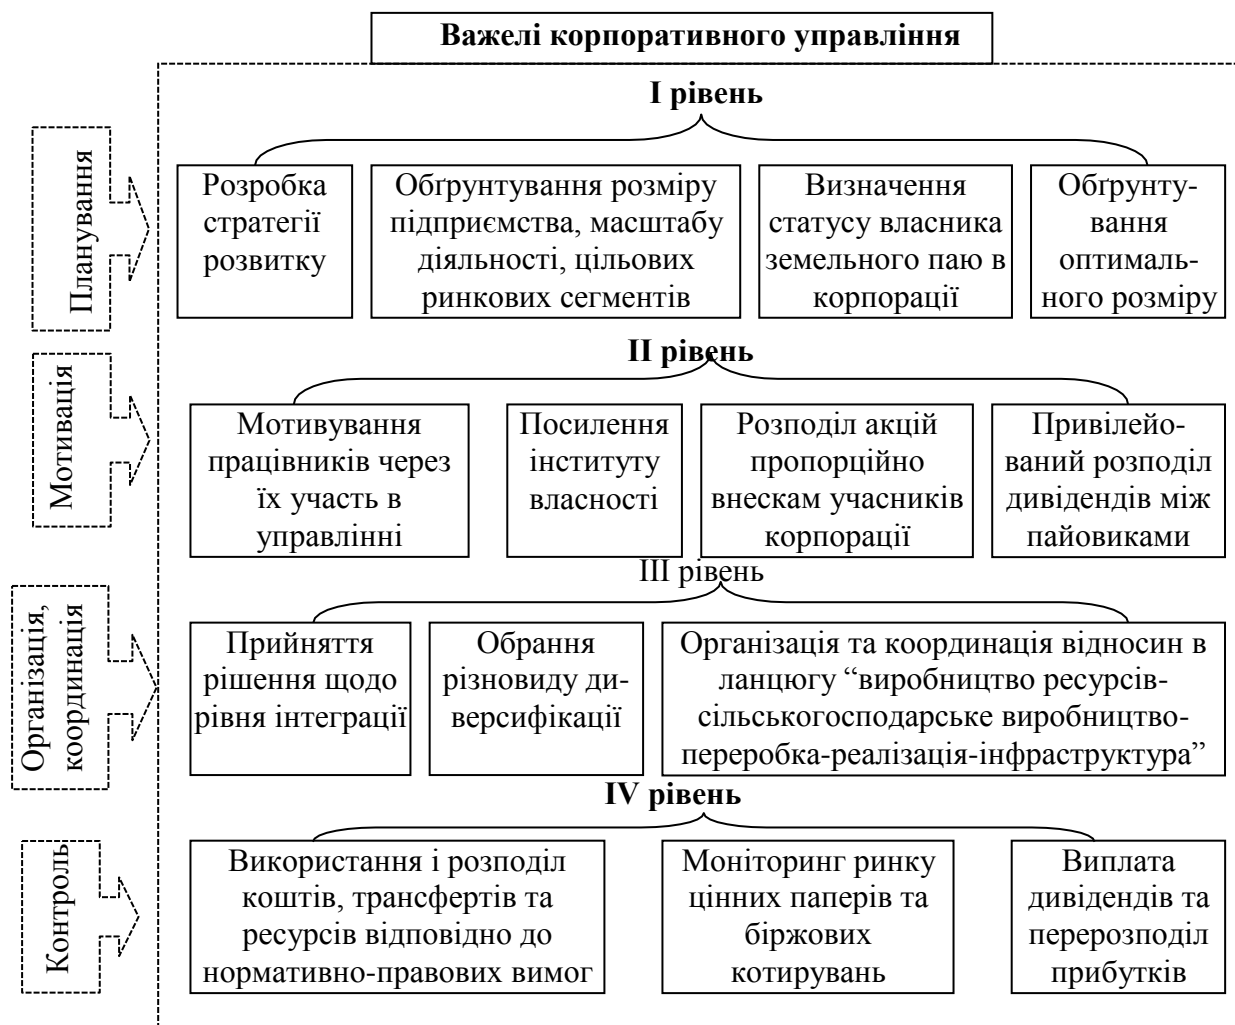 Важелі корпоративного управління
І рівень
Планування
Розробка
стратегії
розвитку
Обґрунтування розміру
підприємства, масштабу
діяльності, цільових
ринкових сегментів
Визначення
статусу власника
земельного паю в
корпорації
Обґрунту-
вання
оптималь-
ного розміру
ІІ рівень
Мотивація
Мотивування
працівників через
їх участь в
управлінні
Посилення
інституту
власності
Розподіл акцій
пропорційно
внескам учасників
корпорації
Привілейо-
ваний розподіл
дивідендів між
пайовиками
ІІІ рівень
Організація,
координація
Прийняття
рішення щодо
рівня інтеграції
Обрання
різновиду ди-
версифікації
Організація та координація відносин в
ланцюгу “виробництво ресурсів-
сільськогосподарське виробництво-
переробка-реалізація-інфраструктура”
IV рівень
Контроль
Використання і розподіл
коштів, трансфертів та
ресурсів відповідно до
нормативно-правових вимог
Моніторинг ринку
цінних паперів та
біржових
котирувань
Виплата
дивідендів та
перерозподіл
прибутків